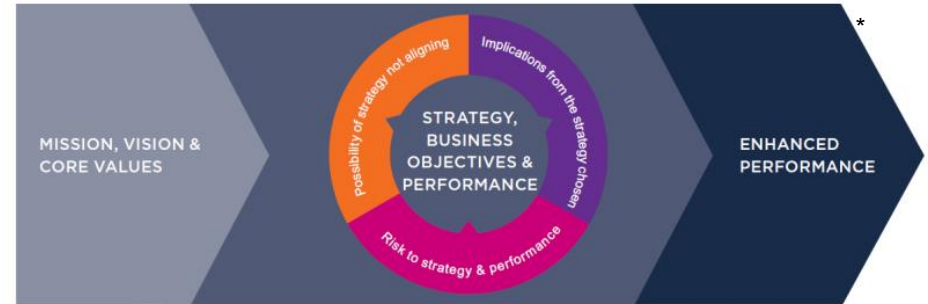 MISSION, VISION &
CORE VALUES
Possibility of strategy not aligning
Implications from the strategy chosen
Risk to strategy & performance
STRATEGY,
BUSINESS
OBJECTIVES &
PERFORMANCE
ENHANCED
PERFORMANCE
*